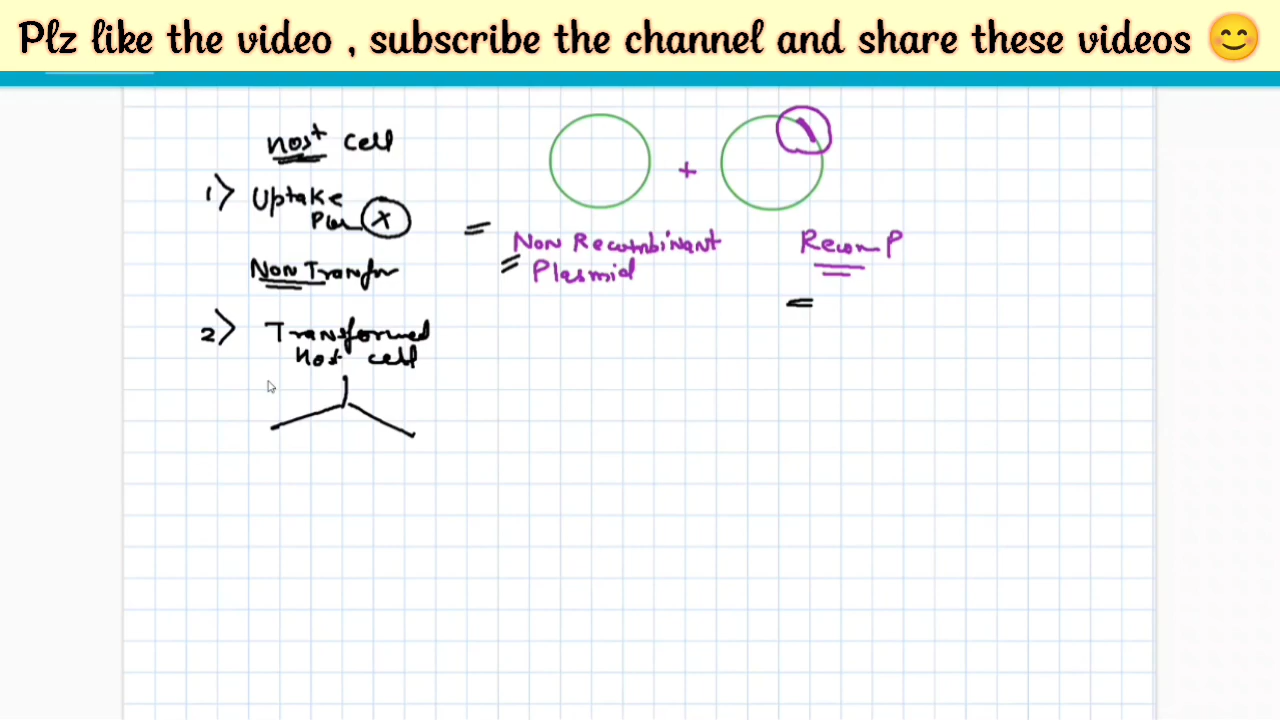 Plz like the video , subscribe the channel and share these videos 😊
Host cell
1) Uptake
Plas X
Non Transfor
2) Transformed
Host cell
+
Non Recombinant
Plasmid
Recom P